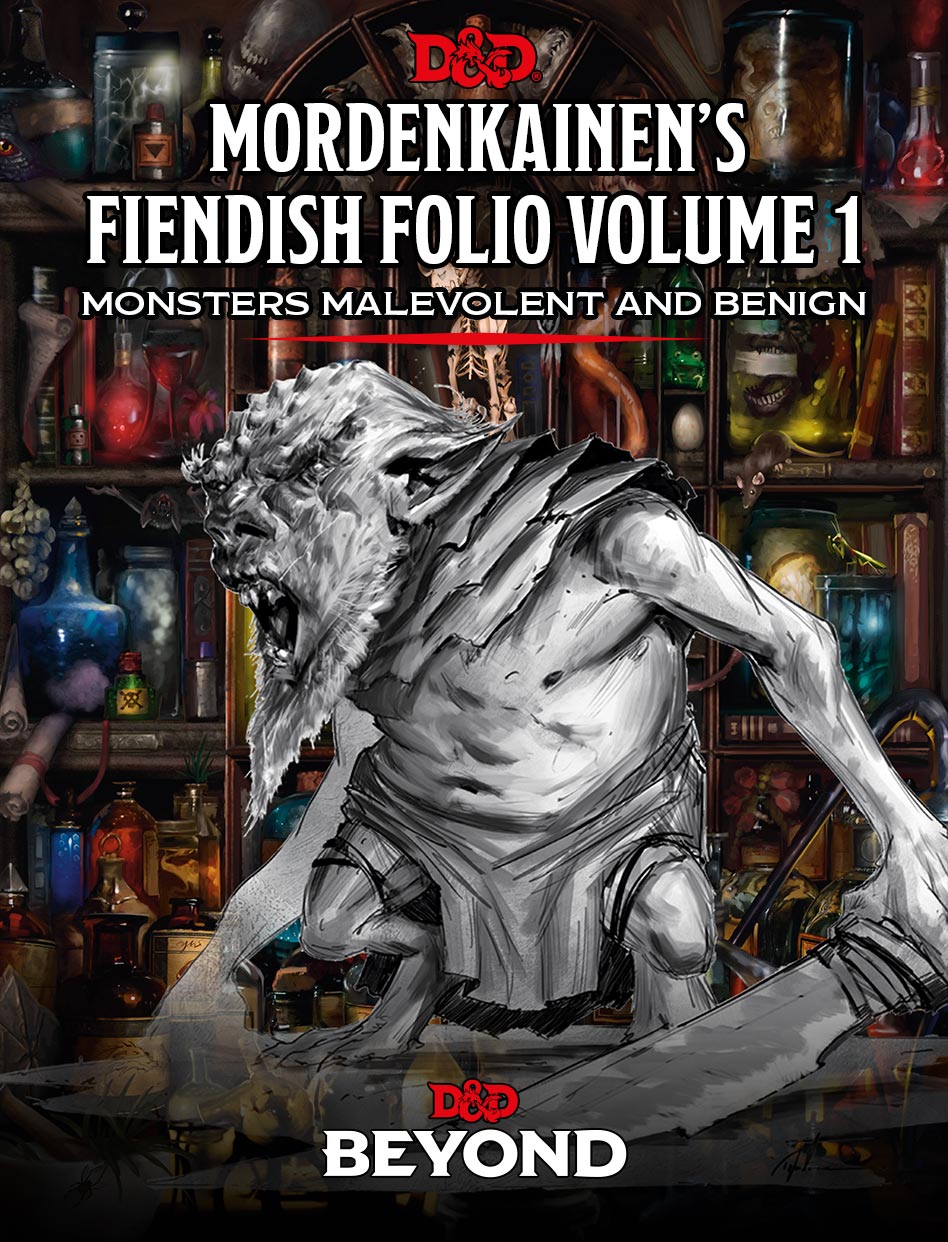 D&D®
MORDENKAINEN'S
FIENDISH FOLIO VOLUME 1
MONSTERS MALEVOLENT AND BENIGN
D&D
BEYOND